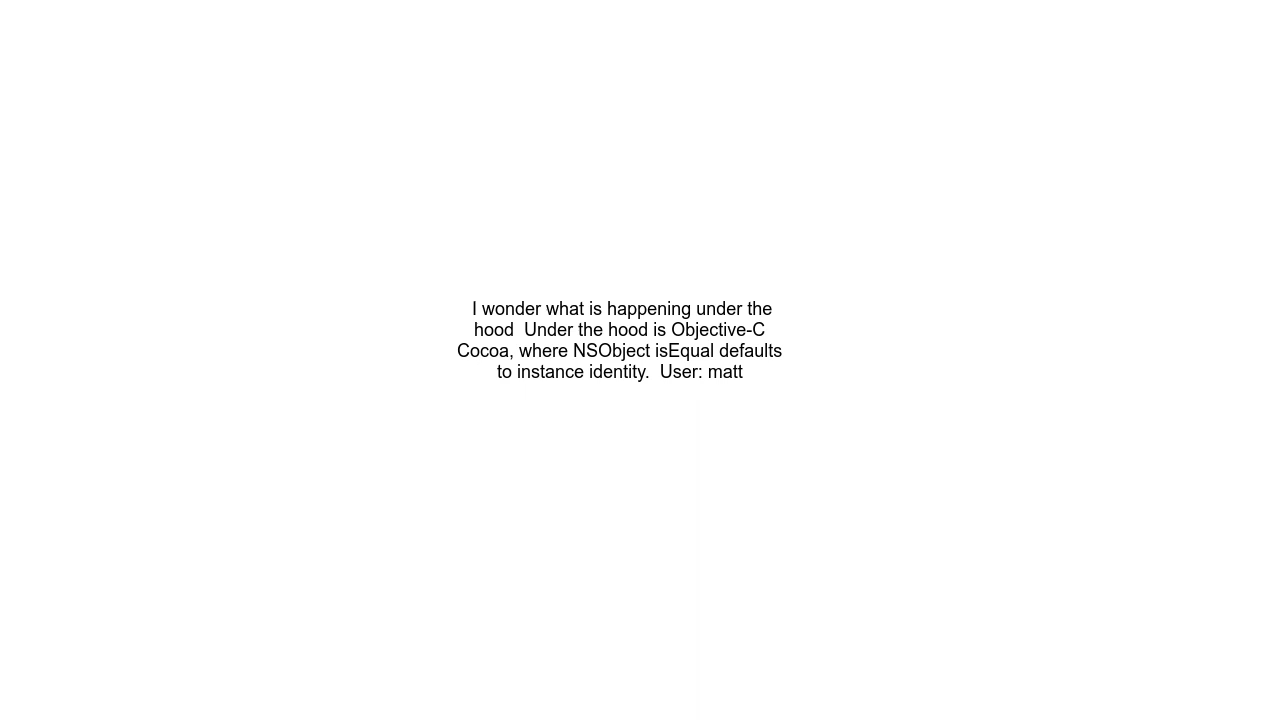 I wonder what is happening under the
hood  Under the hood is Objective-C
Cocoa, where NSObject isEqual defaults
to instance identity.  User: matt